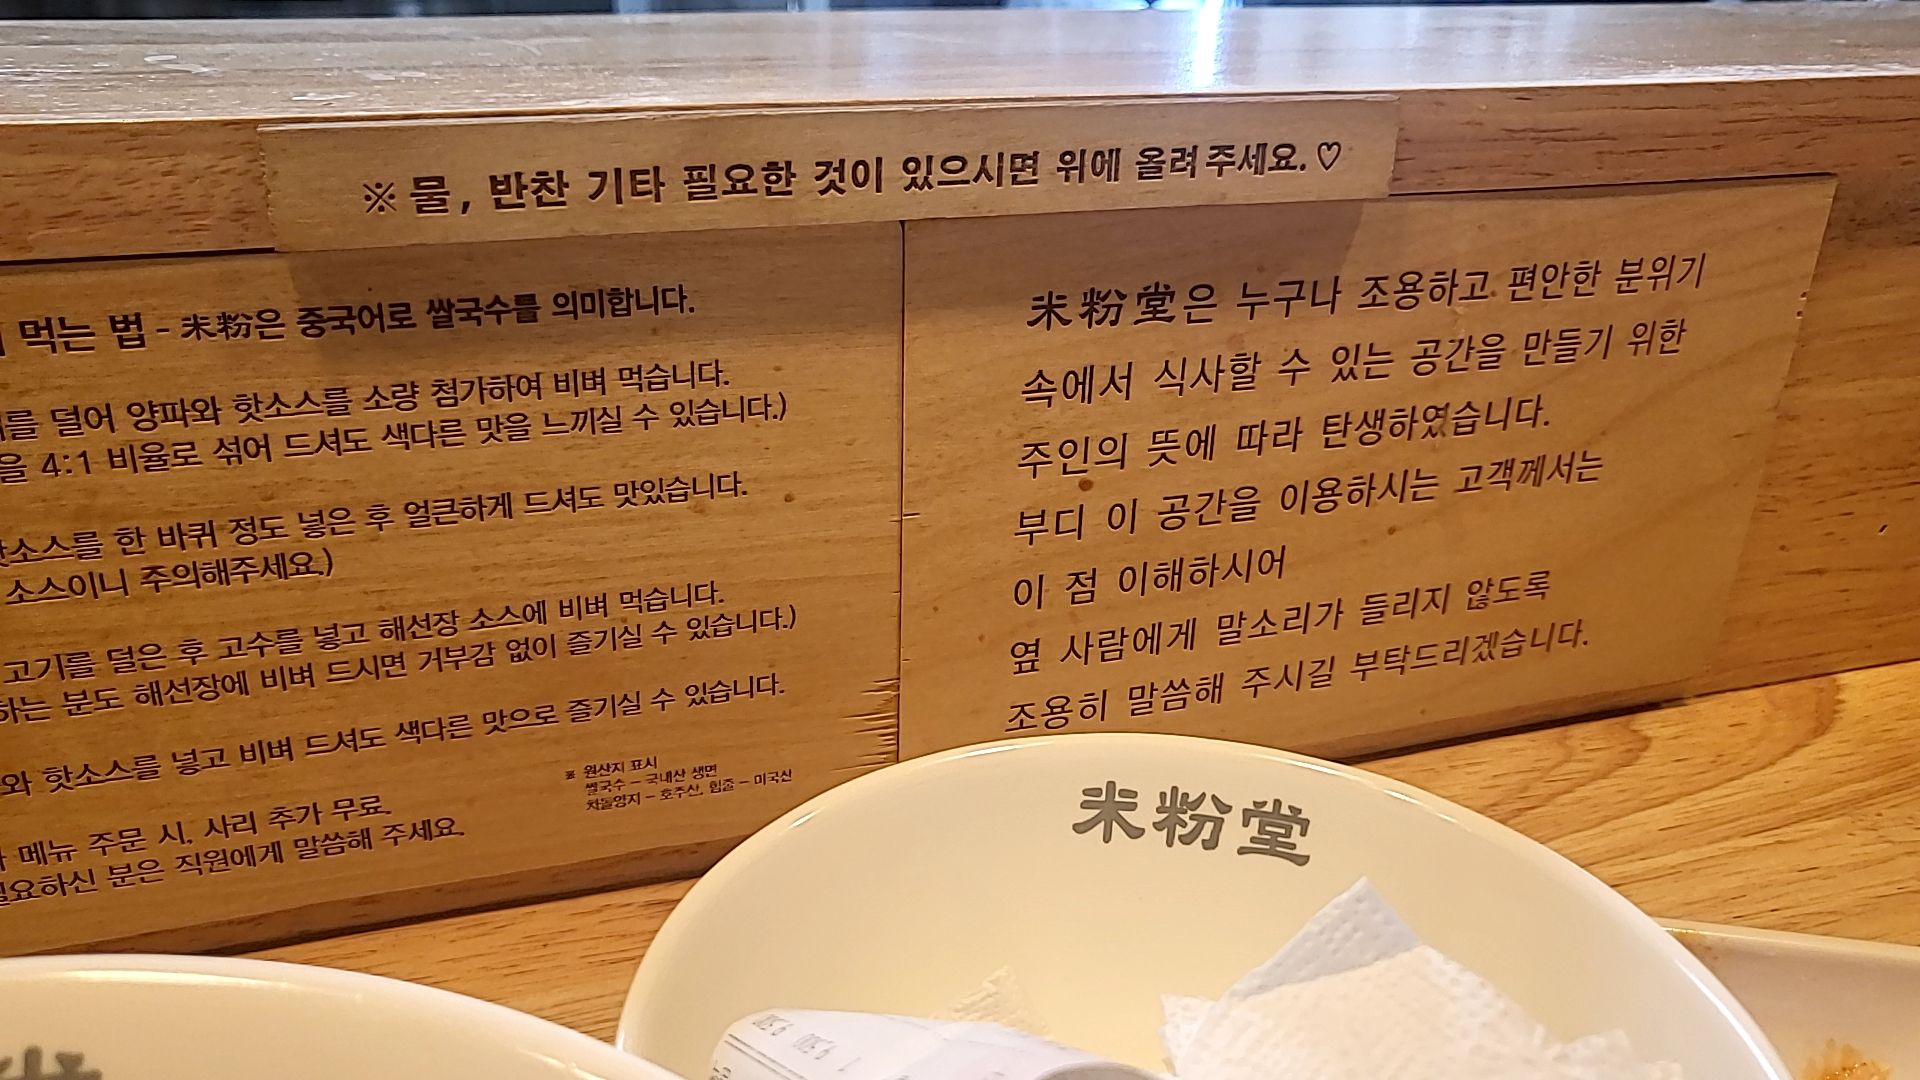 ※ 물, 반찬 기타 필요한 것이 있으시면 위에 올려주세요.♡
먹는 법 - 米粉은 중국어로 쌀국수를 의미합니다.
를 덜어 양파와 핫소스를 소량 첨가하여 비벼 먹습니다.
을 4:1 비율로 섞어 드셔도 색다른 맛을 느끼실 수 있습니다.)
핫소스를 한 바퀴 정도 넣은 후 얼큰하게 드셔도 맛있습니다.
소스이니 주의해주세요.)
고기를 덜은 후 고수를 넣고 해선장 소스에 비벼 먹습니다.
하는 분도 해선장에 비벼 드시면 거부감 없이 즐기실 수 있습니다.)
와 핫소스를 넣고 비벼 드셔도 색다른 맛으로 즐기실 수 있습니다.
※ 원산지 표시
쌀국수 – 국내산 생면
차돌양지 – 호주산, 힘줄 – 미국산
메뉴 주문 시, 사리 추가 무료.
필요하신 분은 직원에게 말씀해 주세요.
米粉堂은 누구나 조용하고 편안한 분위기
속에서 식사할 수 있는 공간을 만들기 위한
주인의 뜻에 따라 탄생하였습니다.
부디 이 공간을 이용하시는 고객께서는
이 점 이해하시어
옆 사람에게 말소리가 들리지 않도록
조용히 말씀해 주시길 부탁드리겠습니다.
米粉堂